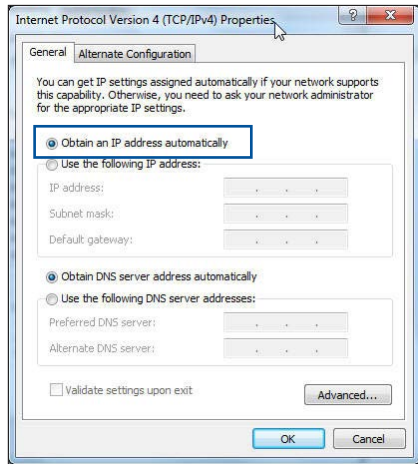 Internet Protocol Version 4 (TCP/IPv4) Properties
General
Alternate Configuration
You can get IP settings assigned automatically if your network supports
this capability. Otherwise, you need to ask your network administrator
for the appropriate IP settings.
Obtain an IP address automatically
Use the following IP address:
IP address:
Subnet mask:
Default gateway:
Obtain DNS server address automatically
Use the following DNS server addresses:
Preferred DNS server:
Alternate DNS server:
Validate settings upon exit
Advanced...
OK
Cancel